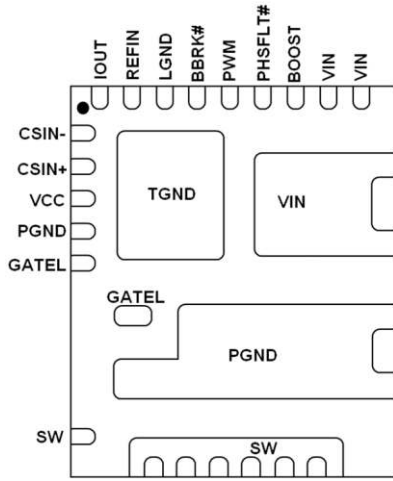 IOUT
REFIN
LGND
BBRK#
PWM
PHSFLT#
BOOST
VIN
VIN
CSIN-
CSIN+
VCC
PGND
GATEL
TGND
VIN
GATEL
PGND
SW
SW